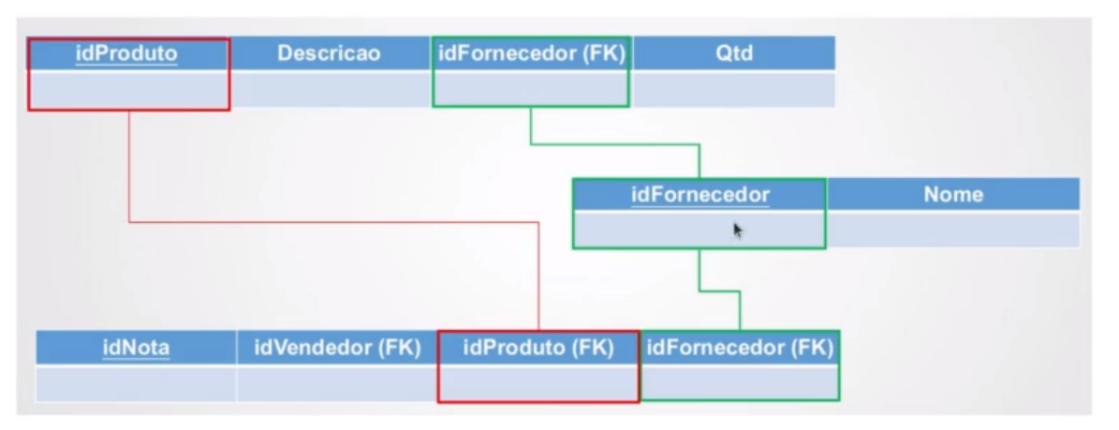 idProduto Descricao idFornecedor (FK) Qtd
idFornecedor Nome
idNota idVendedor (FK) idProduto (FK) idFornecedor (FK)